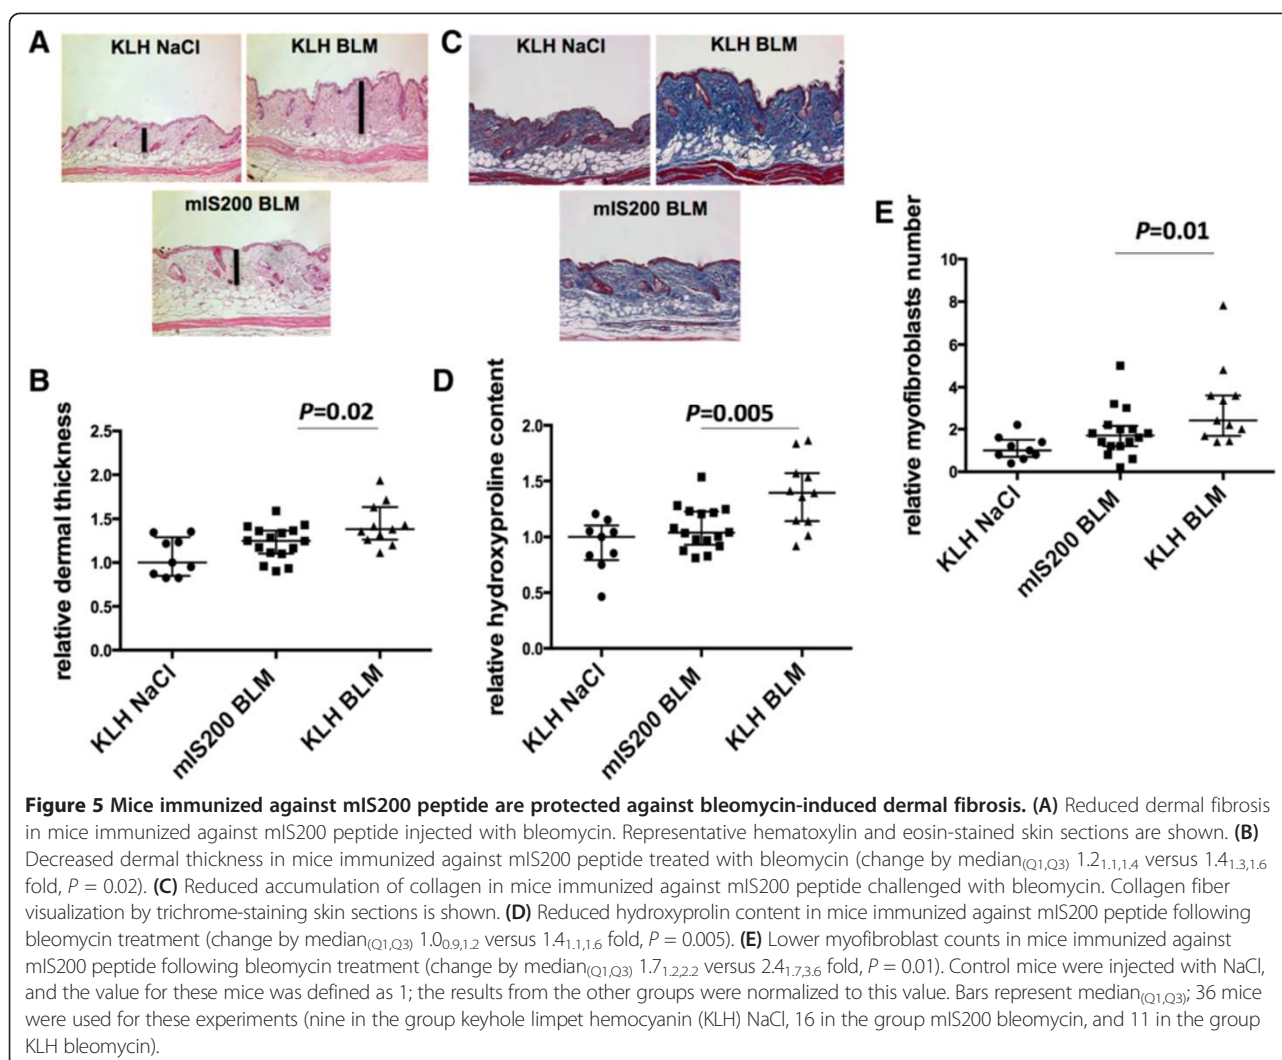 A
KLH NaCl
KLH BLM
mIS200 BLM
C
KLH NaCl
KLH BLM
mIS200 BLM
B
relative dermal thickness
P=0.02
2.5
2.0
1.5
1.0
0.5
0.0
KLH NaCl
mIS200 BLM
KLH BLM
D
relative hydroxyproline content
P=0.005
2.0
1.5
1.0
0.5
0.0
KLH NaCl
mIS200 BLM
KLH BLM
E
relative myofibroblasts number
P=0.01
10
8
6
4
2
0
KLH NaCl
mIS200 BLM
KLH BLM
Figure 5 Mice immunized against mIS200 peptide are protected against bleomycin-induced dermal fibrosis. (A) Reduced dermal fibrosis
in mice immunized against mIS200 peptide injected with bleomycin. Representative hematoxylin and eosin-stained skin sections are shown. (B)
Decreased dermal thickness in mice immunized against mIS200 peptide treated with bleomycin (change by median(Q1,Q3) 1.21.1,1.4 versus 1.41.3,1.6
fold, P = 0.02). (C) Reduced accumulation of collagen in mice immunized against mIS200 peptide challenged with bleomycin. Collagen fiber
visualization by trichrome-staining skin sections is shown. (D) Reduced hydroxyprolin content in mice immunized against mIS200 peptide following
bleomycin treatment (change by median(Q1,Q3) 1.00.9,1.2 versus 1.41.1,1.6 fold, P = 0.005). (E) Lower myofibroblast counts in mice immunized against
mIS200 peptide following bleomycin treatment (change by median(Q1,Q3) 1.71.2,2.2 versus 2.41.7,3.6 fold, P = 0.01). Control mice were injected with NaCl,
and the value for these mice was defined as 1; the results from the other groups were normalized to this value. Bars represent median(Q1,Q3); 36 mice
were used for these experiments (nine in the group keyhole limpet hemocyanin (KLH) NaCl, 16 in the group mIS200 bleomycin, and 11 in the group
KLH bleomycin).